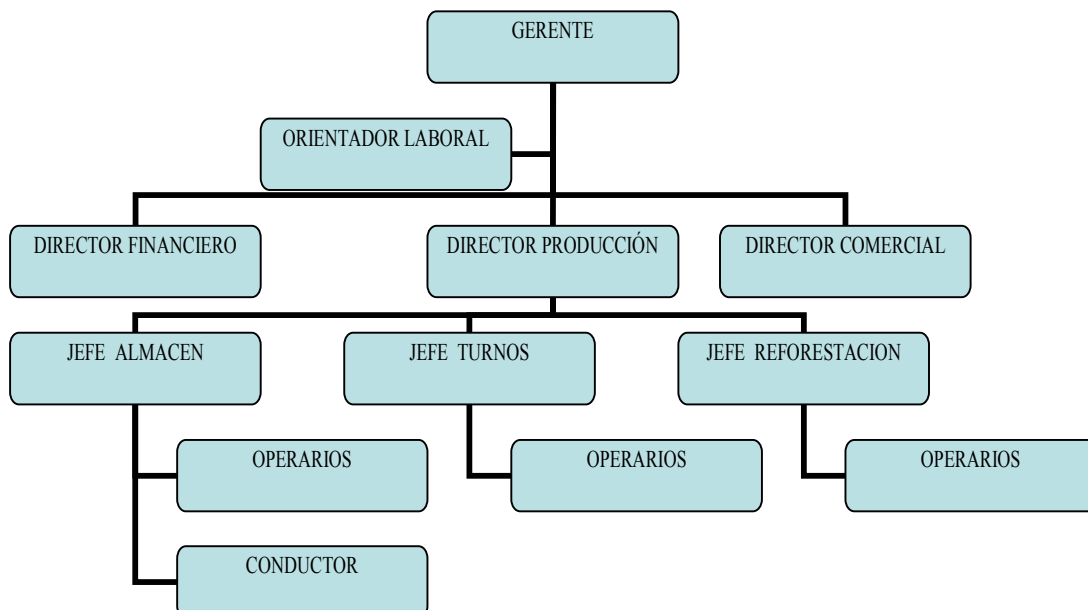 GERENTE
ORIENTADOR LABORAL
DIRECTOR FINANCIERO
DIRECTOR PRODUCCIÓN
DIRECTOR COMERCIAL
JEFE ALMACEN
JEFE TURNOS
JEFE REFORESTACION
OPERARIOS
OPERARIOS
OPERARIOS
CONDUCTOR